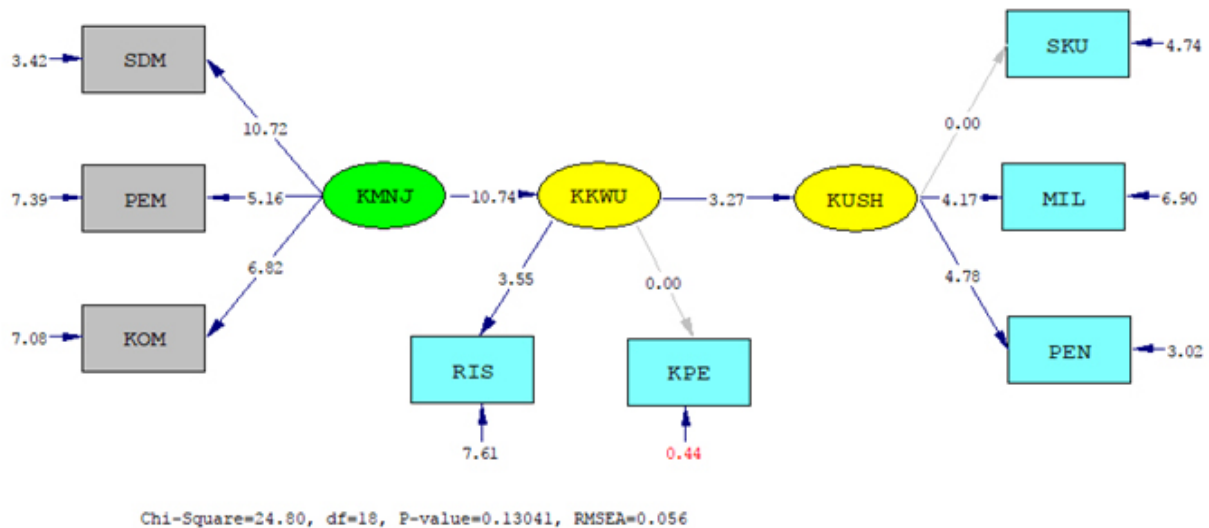 SKU
4.74
3.42
SDM
10.72
0.00
7.39
PEM
5.16
KMNJ
10.74
KKWU
3.27
KUSH
4.17
MIL
6.90
6.82
3.55
0.00
4.78
7.08
KOM
RIS
KPE
PEN
3.02
7.61
0.44
Chi-Square=24.80, df=18, P-value=0.13041, RMSEA=0.056